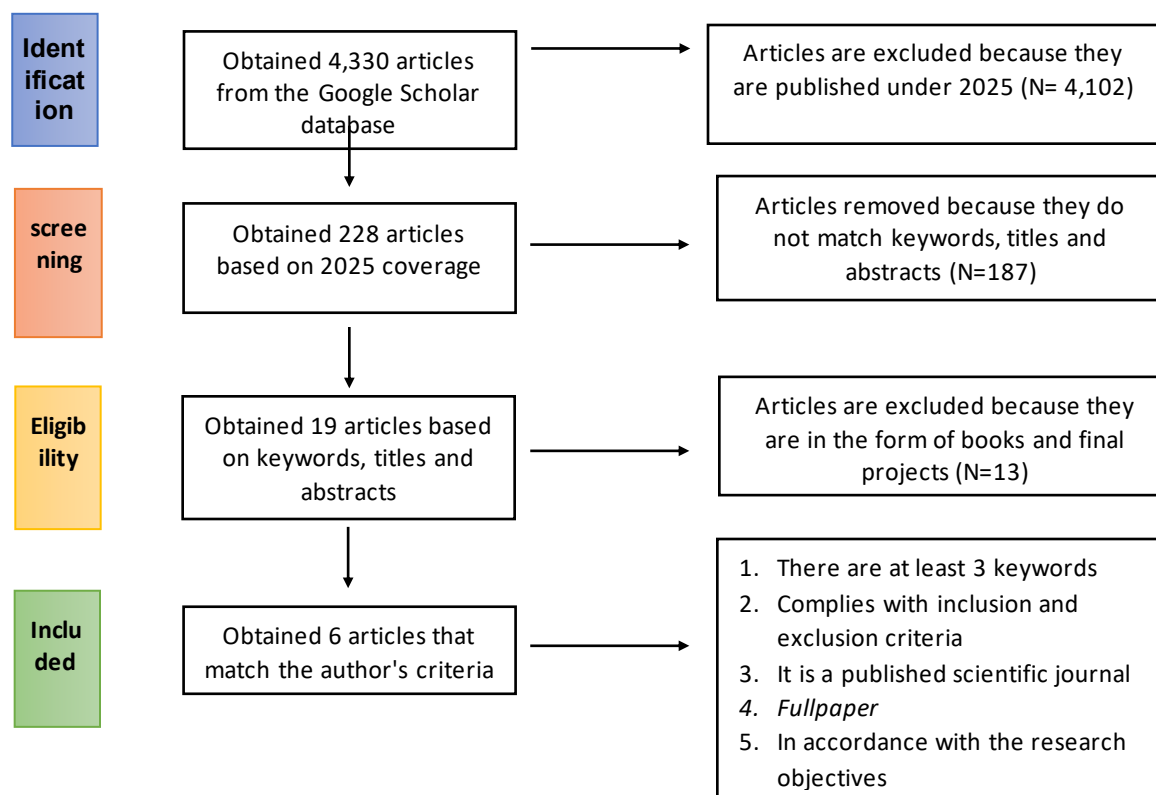 Ident
ificat
ion
Obtained 4,330 articles
from the Google Scholar
database
Articles are excluded because they
are published under 2025 (N= 4,102)
scree
ning
Obtained 228 articles
based on 2025 coverage
Articles removed because they do
not match keywords, titles and
abstracts (N=187)
Eligib
ility
Obtained 19 articles based
on keywords, titles and
abstracts
Articles are excluded because they
are in the form of books and final
projects (N=13)
Inclu
ded
Obtained 6 articles that
match the author's criteria
1. There are at least 3 keywords
2. Complies with inclusion and
exclusion criteria
3. It is a published scientific journal
4. Fullpaper
5. In accordance with the research
objectives